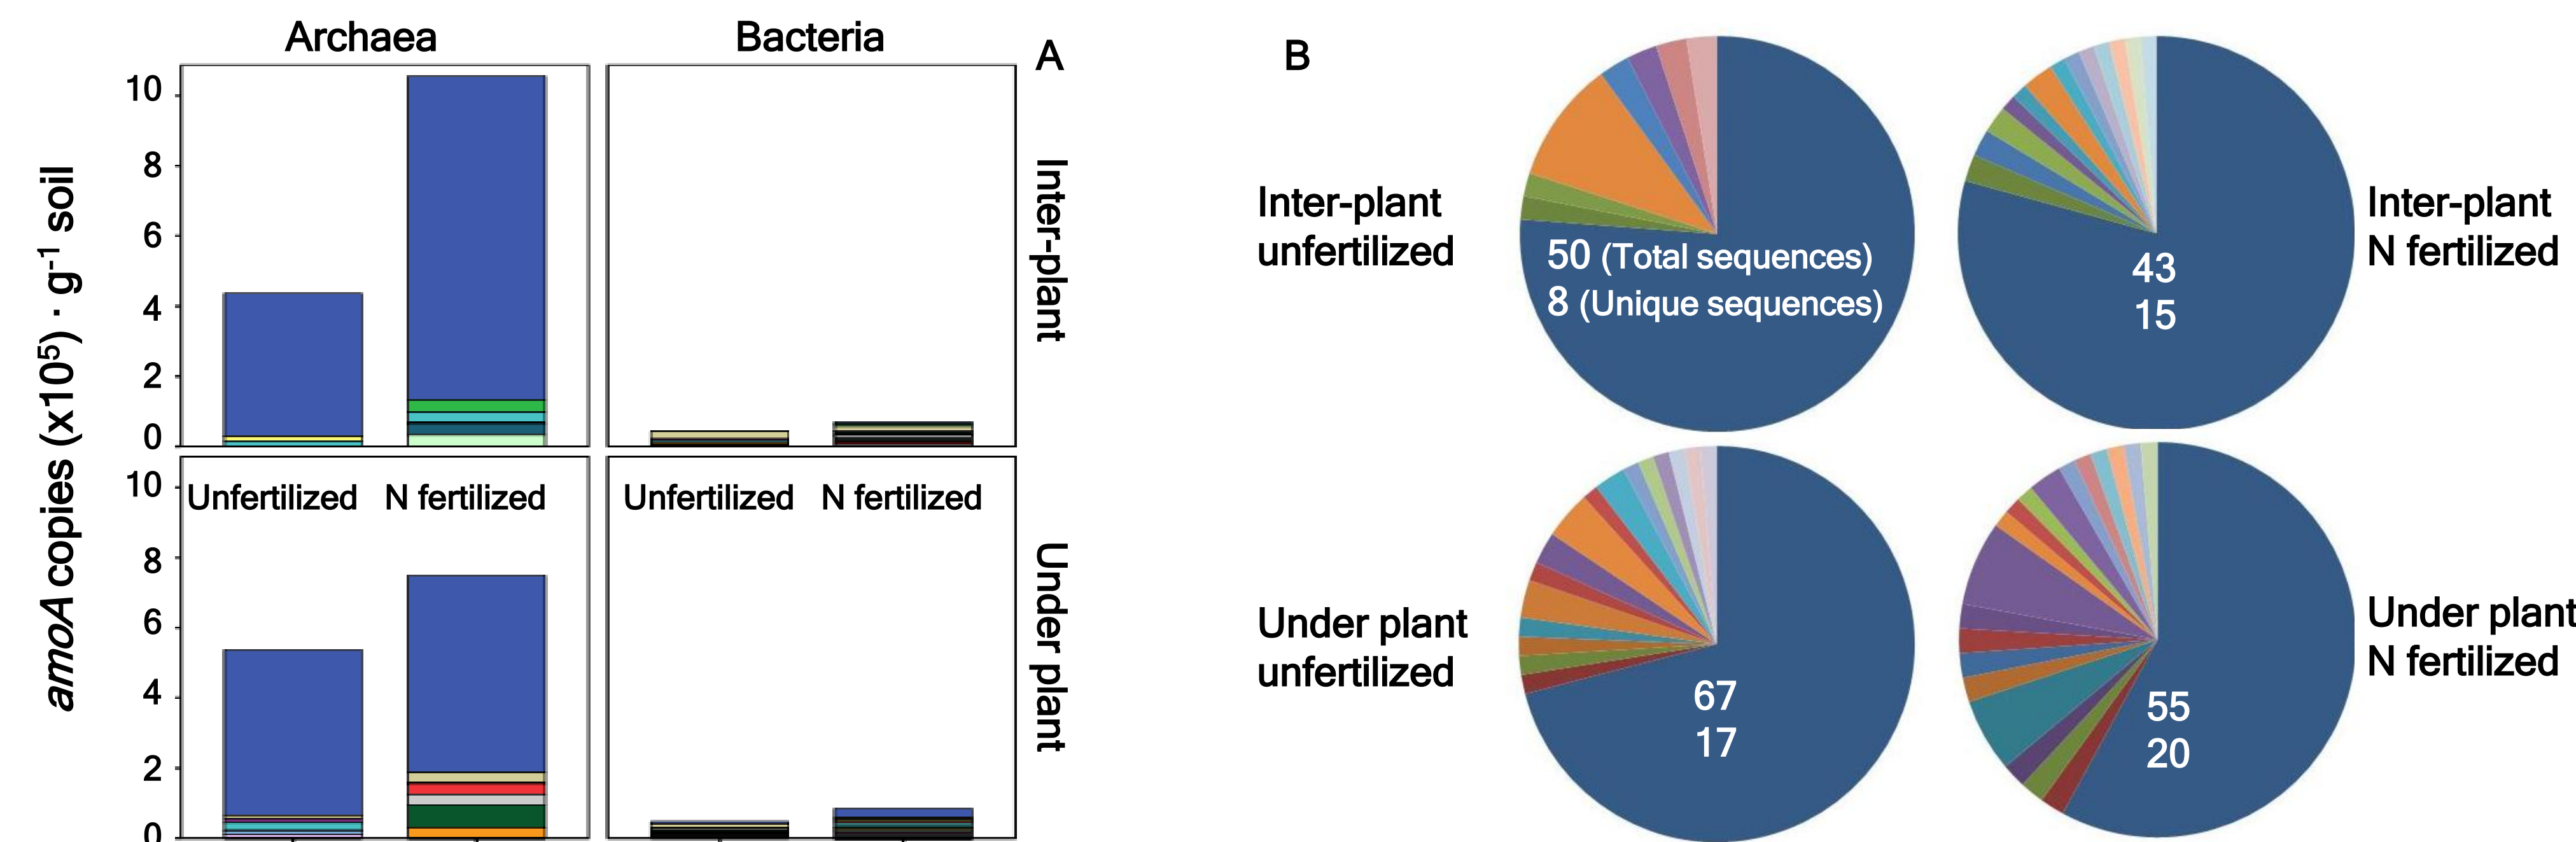 Archaea
Bacteria
A
B
amoA copies (x10⁵) · g⁻¹ soil
10
8
6
4
2
0
Inter-plant
10
8
6
4
2
0
Unfertilized
N fertilized
Unfertilized
N fertilized
Under plant
Inter-plant
unfertilized
50 (Total sequences)
8 (Unique sequences)
43
15
Inter-plant
N fertilized
Under plant
unfertilized
67
17
55
20
Under plant
N fertilized